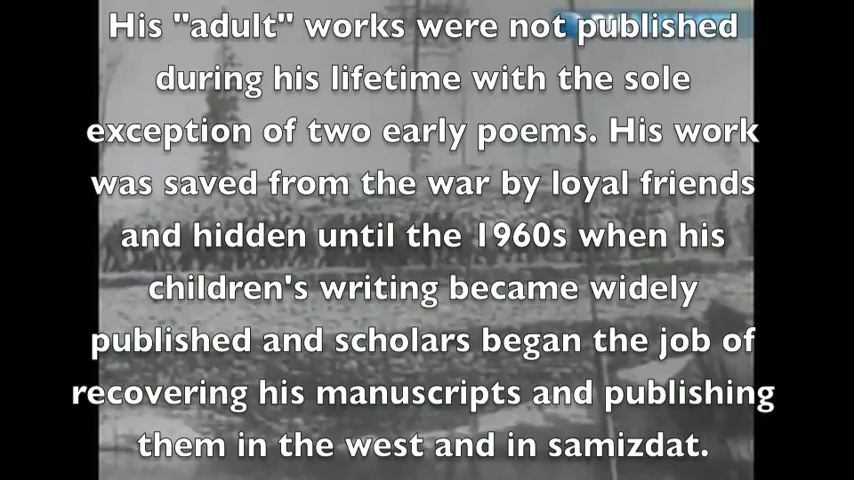 His "adult" works were not published
during his lifetime with the sole
exception of two early poems. His work
was saved from the war by loyal friends
and hidden until the 1960s when his
children's writing became widely
published and scholars began the job of
recovering his manuscripts and publishing
them in the west and in samizdat.